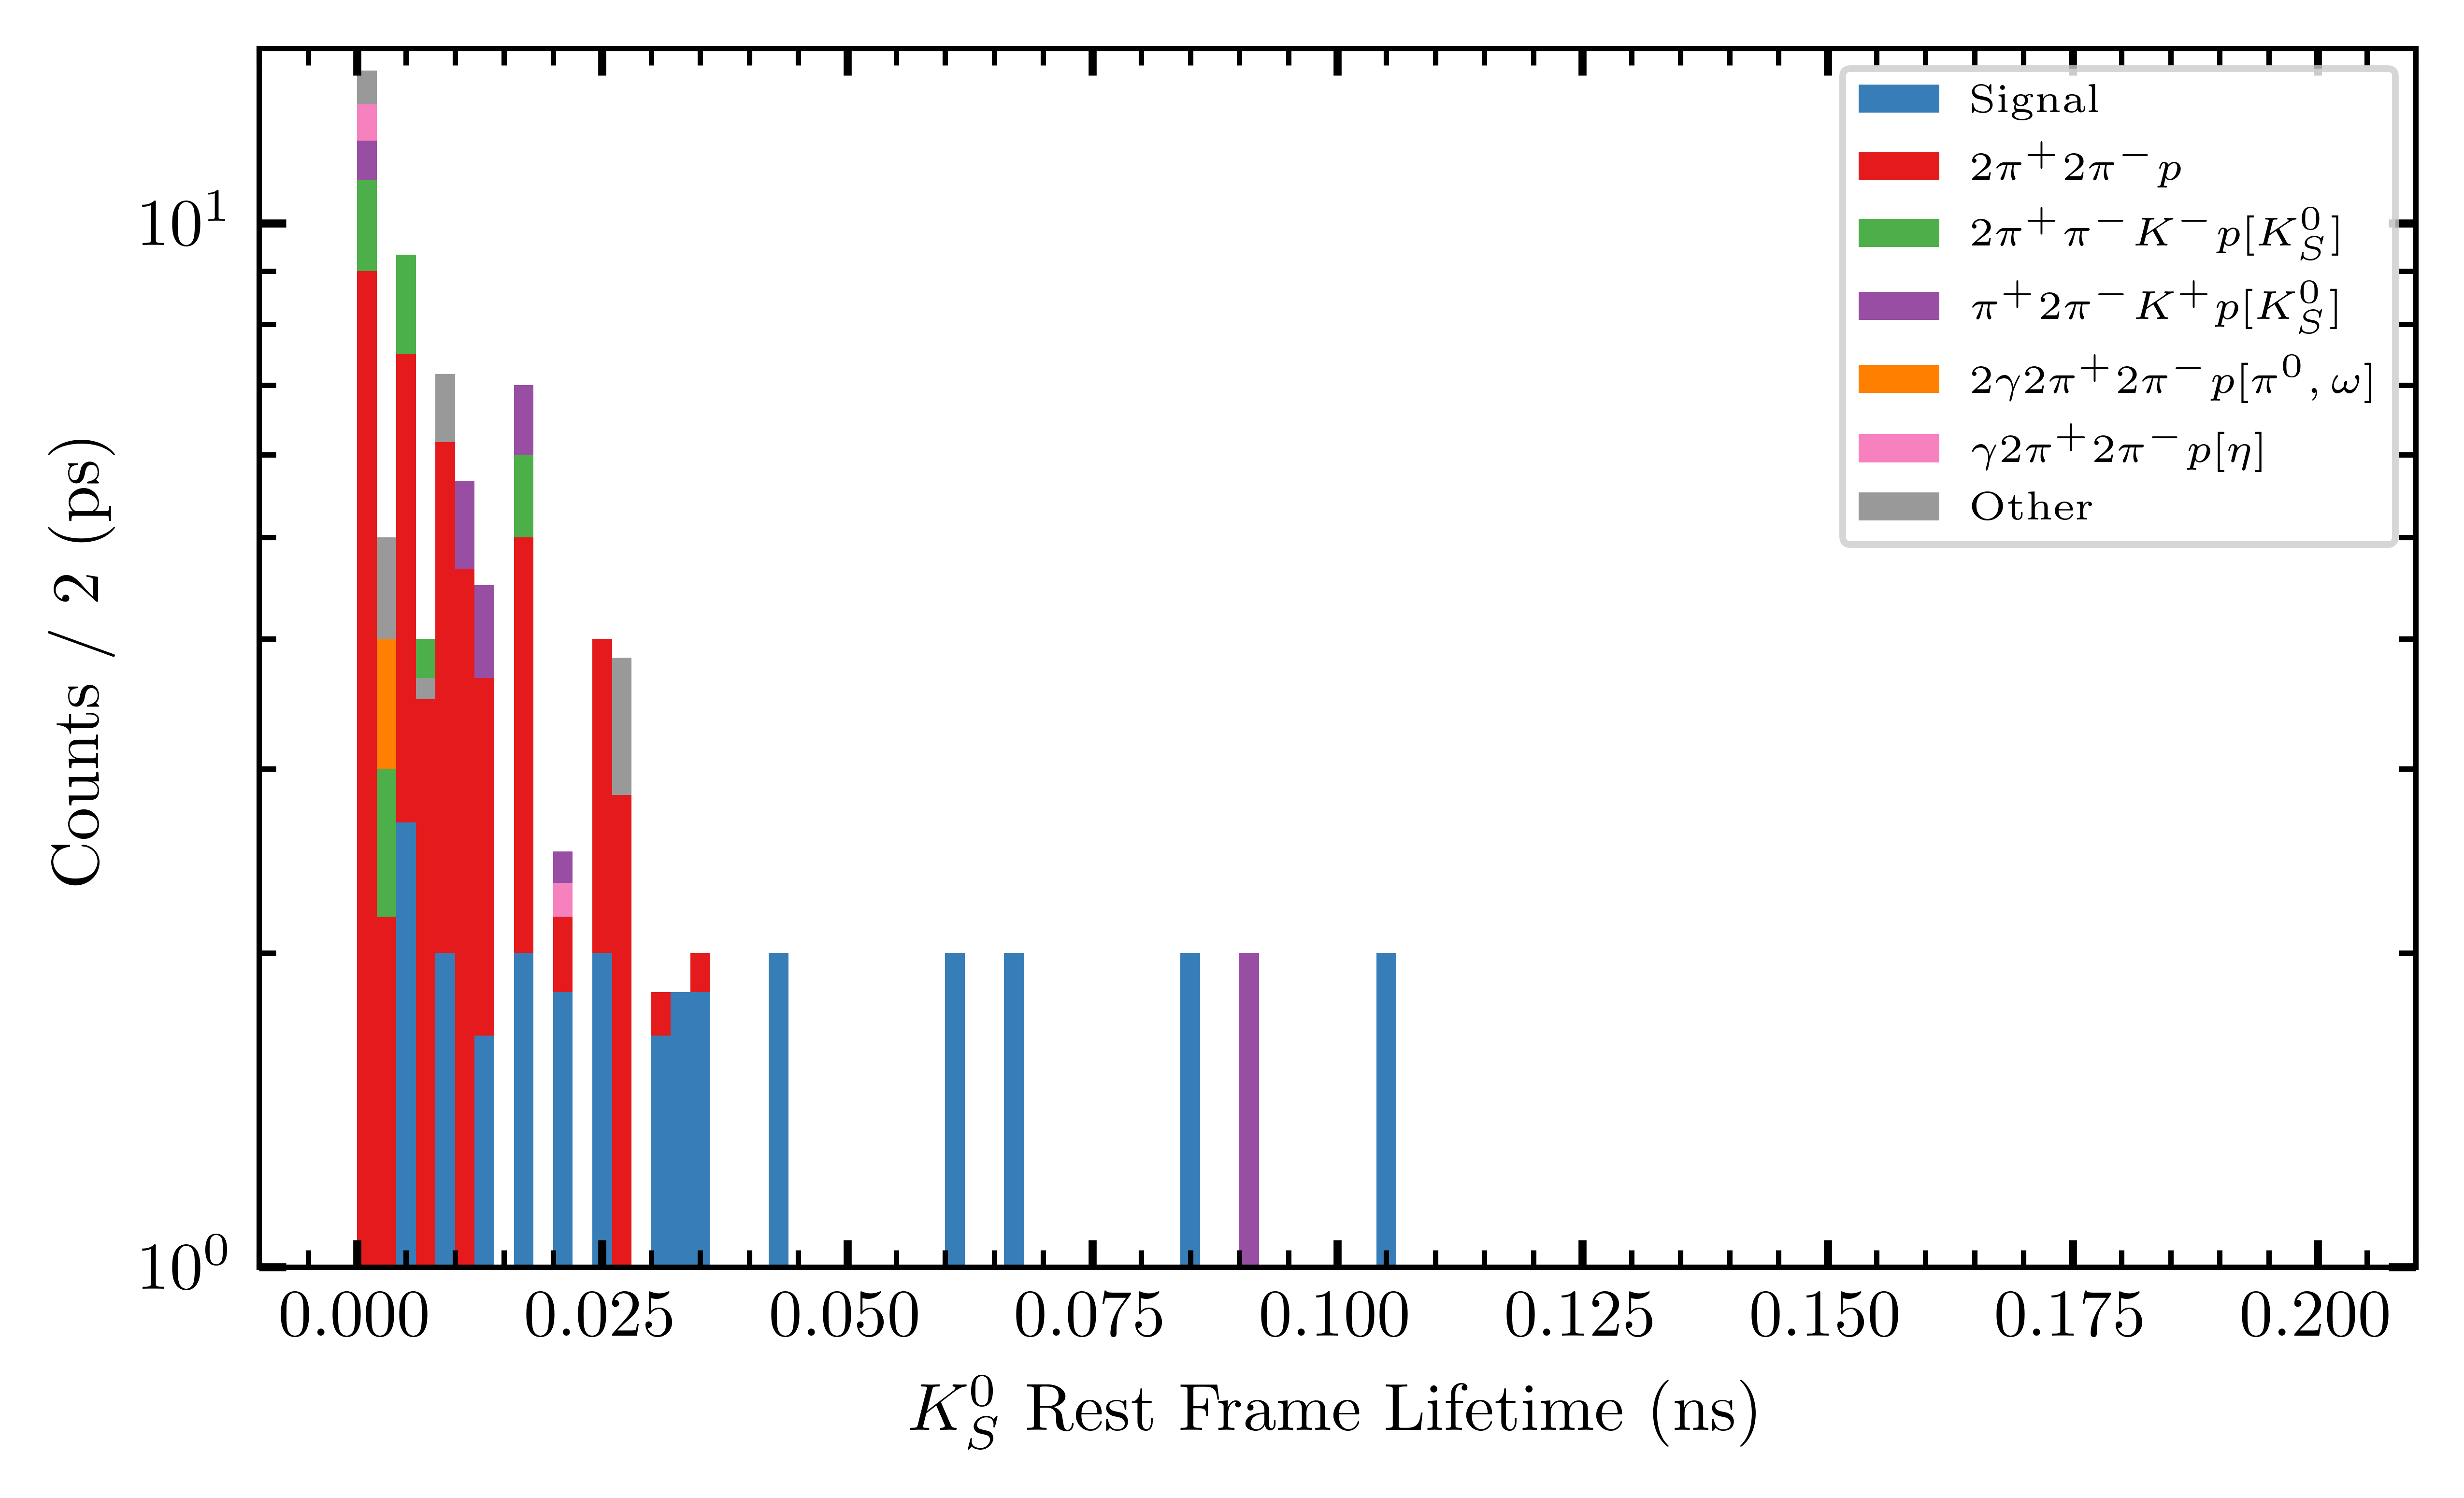 Counts / 2 (ps)
10¹
10⁰
Signal
2π⁺2π⁻p
2π⁺π⁻K⁻p[K⁰_S]
π⁺2π⁻K⁺p[K⁰_S]
2γ2π⁺2π⁻p[π⁰, ω]
γ2π⁺2π⁻p[η]
Other
0.000 0.025 0.050 0.075 0.100 0.125 0.150 0.175 0.200
K⁰_S Rest Frame Lifetime (ns)